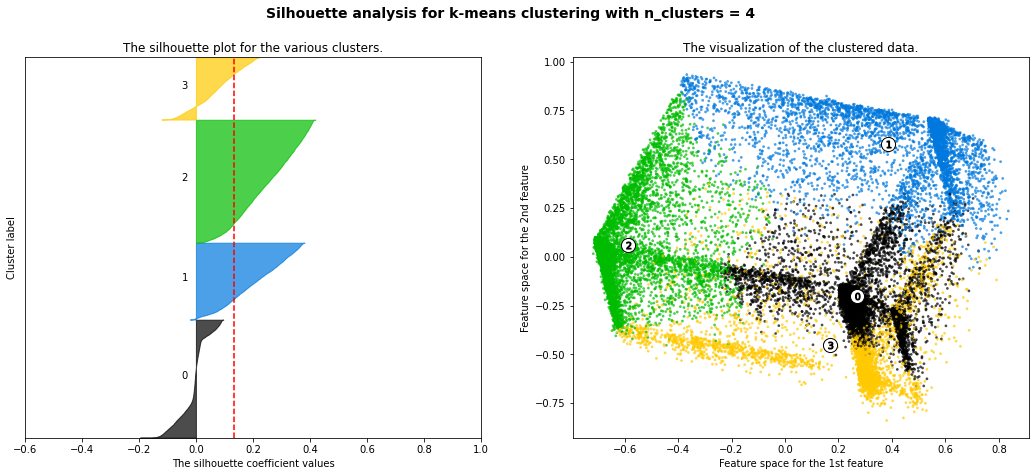 Silhouette analysis for k-means clustering with n_clusters = 4
The silhouette plot for the various clusters.
3
2
1
0
Cluster label
−0.6 −0.4 −0.2 0.0 0.2 0.4 0.6 0.8 1.0
The silhouette coefficient values
The visualization of the clustered data.
1.00
0.75
0.50
0.25
0.00
−0.25
−0.50
−0.75
Feature space for the 2nd feature
1
2
0
3
−0.6 −0.4 −0.2 0.0 0.2 0.4 0.6 0.8
Feature space for the 1st feature